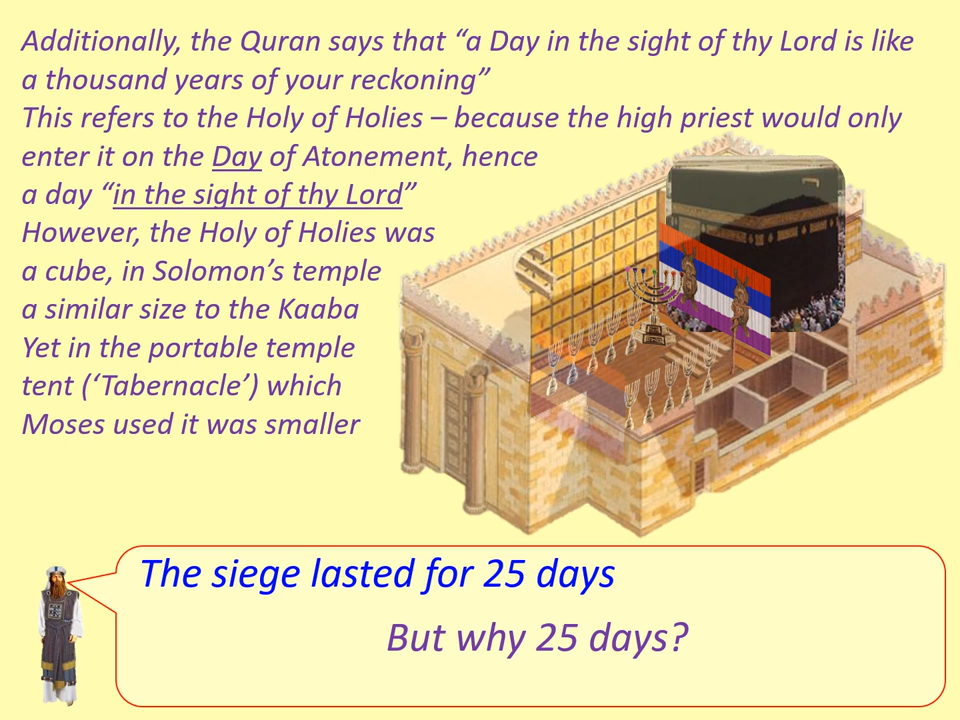 Additionally, the Quran says that “a Day in the sight of thy Lord is like
a thousand years of your reckoning”
This refers to the Holy of Holies – because the high priest would only
enter it on the Day of Atonement, hence
a day “in the sight of thy Lord”
However, the Holy of Holies was
a cube, in Solomon’s temple
a similar size to the Kaaba
Yet in the portable temple
tent (‘Tabernacle’) which
Moses used it was smaller
The siege lasted for 25 days
But why 25 days?